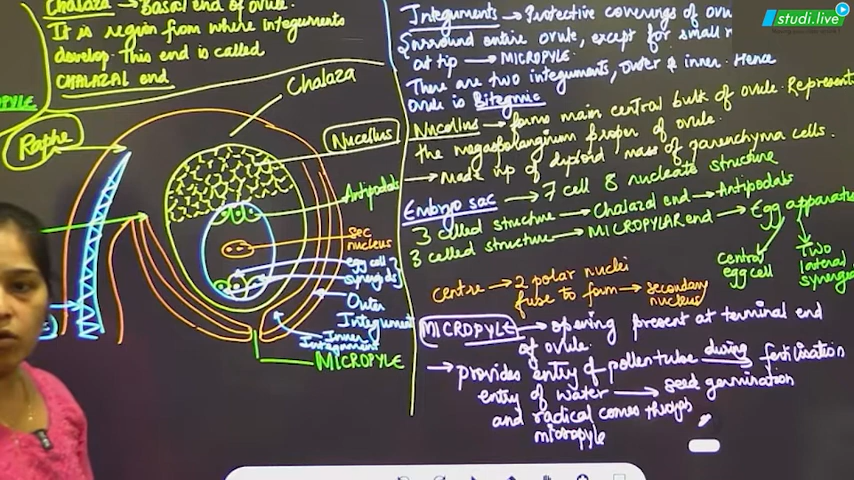 Chalaza → Basal end of ovule.
It is region from where integuments
develop. This end is called
CHALAZAL end
OPYLE
Raphe
Chalaza
Nucellus
Antipodals
Sec
nucleus
egg cell
synergids
Outer
Integument
Inner
Integument
MICROPYLE
Integuments → Protective coverings of ovu
Surround entire ovule, except for small
at tip → MICROPYLE
There are two integuments, outer & inner. Hence
ovule is Bitegmic
Nucellus → forms main central bulk of ovule. Represent
the megasporangium proper of ovule.
→ Made up of diploid mass of parenchyma cells.
Embryo sac → 7 cell 8 nucleate structure
3 celled structure → Chalazal end → Antipodals
3 celled structure → MICROPYLAR end → Egg apparatus
Central
egg cell
Two
lateral
synergid
Centre → 2 polar nuclei
fuse to form → secondary
nucleus
MICROPYLE → opening present at terminal end
of ovule.
→ provides entry of pollen tube during fertilisation
entry of water → seed germination
and radical comes through
micropyle
studi.live